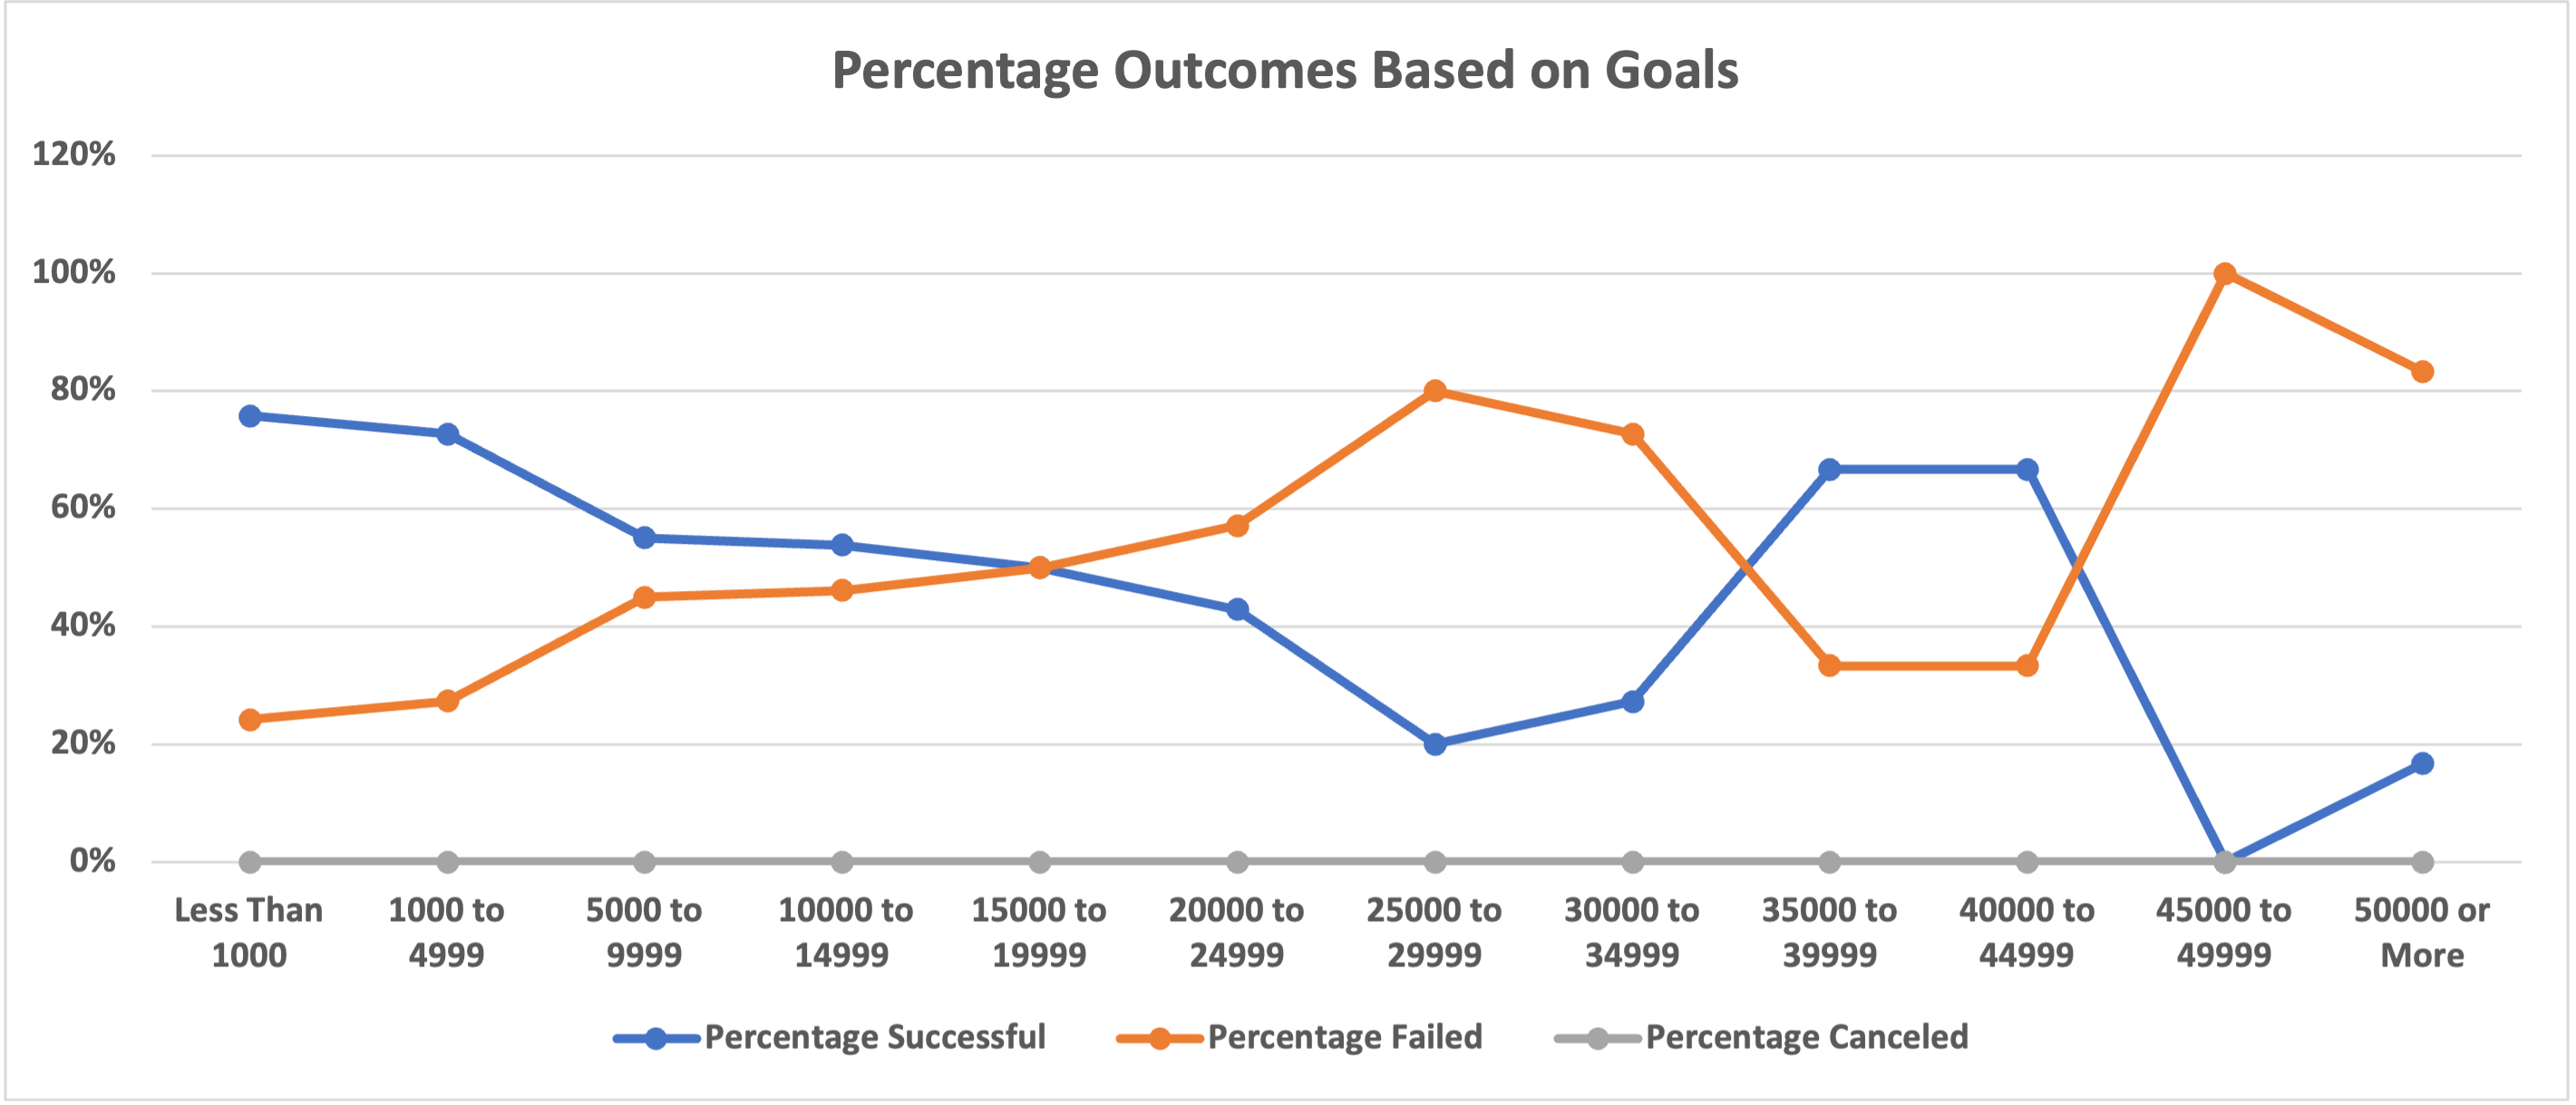 Percentage Outcomes Based on Goals
120%
100%
80%
60%
40%
20%
0%
Less Than
1000
1000 to
4999
5000 to
9999
10000 to
14999
15000 to
19999
20000 to
24999
25000 to
29999
30000 to
34999
35000 to
39999
40000 to
44999
45000 to
49999
50000 or
More
Percentage Successful
Percentage Failed
Percentage Canceled